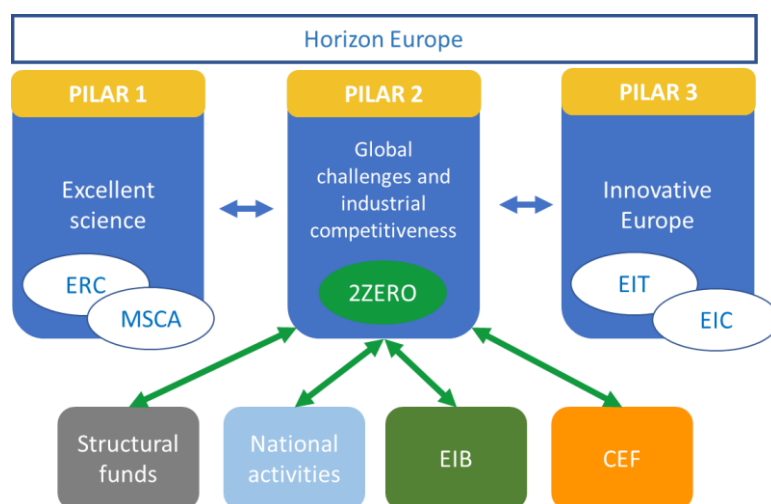 Horizon Europe
PILAR 1
PILAR 2
PILAR 3
Excellent
science
Global
challenges and
industrial
competitiveness
Innovative
Europe
ERC
MSCA
2ZERO
EIT
EIC
Structural
funds
National
activities
EIB
CEF